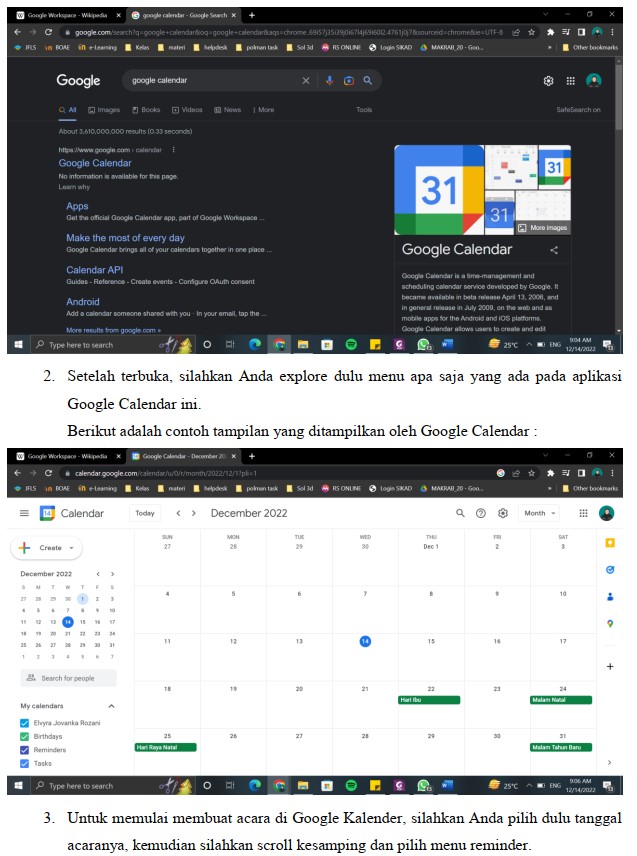 Google Workspace - Wikipedia
google calendar - Google Search
google.com/search?q=google+calendar&oq=google+calendar&aqs=chrome
IFLS
BOAE
e-Learning
Kelas
materi
helpdesk
polman task
Sol 3d
RS ONLINE
Login SIKAD
MAKRAB_20 - Goo...
Other bookmarks
Google
google calendar
All
Images
Books
Videos
News
More
Tools
SafeSearch on
About 3,610,000,000 results (0.33 seconds)
https://www.google.com › calendar
Google Calendar
No information is available for this page.
Learn why
Apps
Get the official Google Calendar app, part of Google Workspace ...
Make the most of every day
Google Calendar brings all of your calendars together in one place ...
Calendar API
Guides - Reference - Create events - Configure OAuth consent
Android
Add a calendar someone shared with you · In your email, tap the ...
More results from google.com »
31
31
31
More images
Google Calendar
Google Calendar is a time-management and
scheduling calendar service developed by Google. It
became available in beta release April 13, 2006, and
in general release in July 2009, on the web and as
mobile apps for the Android and iOS platforms.
Google Calendar allows users to create and edit
Type here to search
25°C
ENG
9:04 AM
12/14/2022
2. Setelah terbuka, silahkan Anda explore dulu menu apa saja yang ada pada aplikasi
Google Calendar ini.
Berikut adalah contoh tampilan yang ditampilkan oleh Google Calendar :
Google Workspace - Wikipedia
Google Calendar - December 20
calendar.google.com/calendar/u/0/r/month/2022/12/1?pli=1
IFLS
BOAE
e-Learning
Kelas
materi
helpdesk
polman task
Sol 3d
RS ONLINE
Login SIKAD
MAKRAB_20 - Goo...
Other bookmarks
14
Calendar
Today
December 2022
Month
Create
December 2022
S M T W T F S
27 28 29 30 1 2 3
4 5 6 7 8 9 10
11 12 13 14 15 16 17
18 19 20 21 22 23 24
25 26 27 28 29 30 31
1 2 3 4 5 6 7
Search for people
My calendars
Elvyra Jovanka Rozani
Birthdays
Reminders
Tasks
SUN MON TUE WED THU FRI SAT
27 28 29 30 Dec 1 2 3
4 5 6 7 8 9 10
11 12 13 14 15 16 17
18 19 20 21 22 23 24
Hari Ibu
Malam Natal
25 26 27 28 29 30 31
Hari Raya Natal
Malam Tahun Baru
Type here to search
25°C
ENG
9:06 AM
12/14/2022
3. Untuk memulai membuat acara di Google Kalender, silahkan Anda pilih dulu tanggal
acaranya, kemudian silahkan scroll kesamping dan pilih menu reminder.